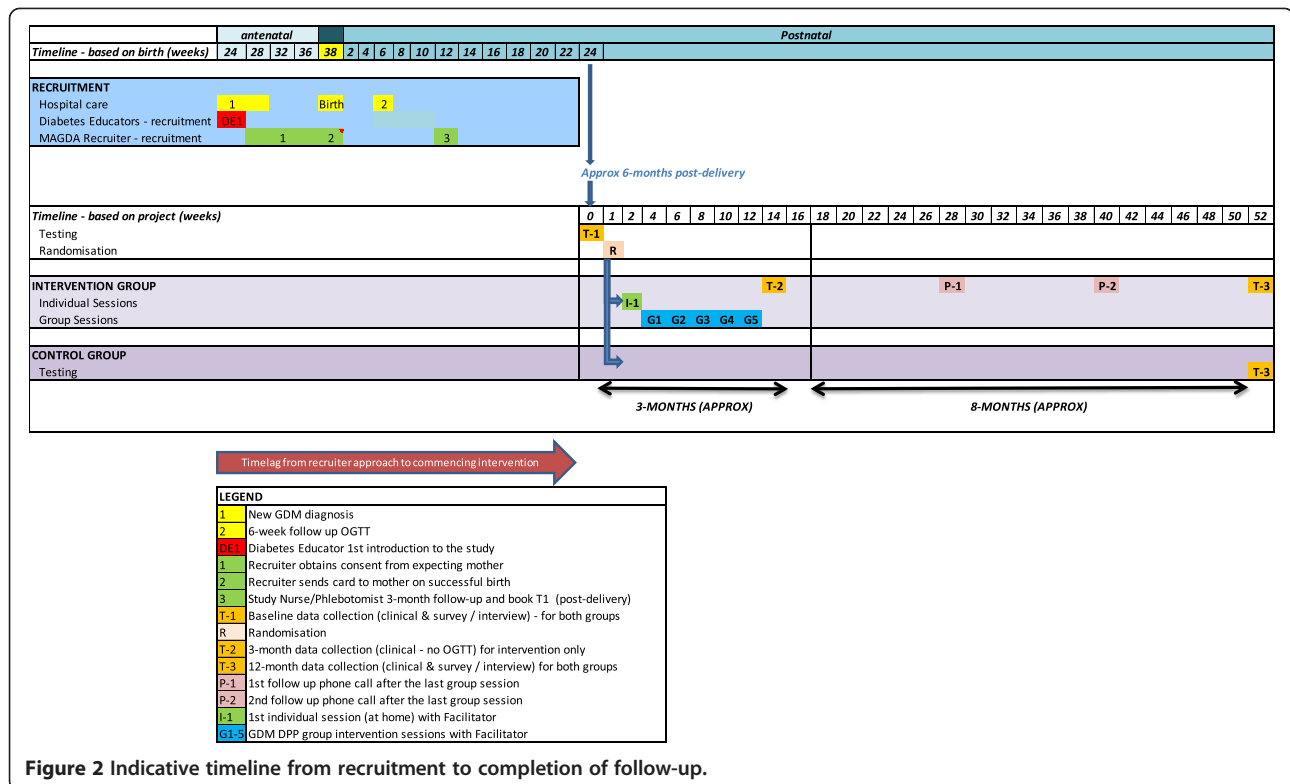 antenatal Postnatal
Timeline - based on birth (weeks) 24 28 32 36 38 2 4 6 8 10 12 14 16 18 20 22 24
RECRUITMENT
Hospital care 1 Birth 2
Diabetes Educators - recruitment DE1
MAGDA Recruiter - recruitment 1 2 3
Approx 6-months post-delivery
Timeline - based on project (weeks) 0 1 2 4 6 8 10 12 14 16 18 20 22 24 26 28 30 32 34 36 38 40 42 44 46 48 50 52
Testing T-1
Randomisation R
INTERVENTION GROUP T-2 P-1 P-2 T-3
Individual Sessions I-1
Group Sessions G1 G2 G3 G4 G5
CONTROL GROUP
Testing T-3
3-MONTHS (APPROX) 8-MONTHS (APPROX)
Timelag from recruiter approach to commencing intervention
LEGEND
1 New GDM diagnosis
2 6-week follow up OGTT
DE1 Diabetes Educator 1st introduction to the study
1 Recruiter obtains consent from expecting mother
2 Recruiter sends card to mother on successful birth
3 Study Nurse/Phlebotomist 3-month follow-up and book T1 (post-delivery)
T-1 Baseline data collection (clinical & survey / interview) - for both groups
R Randomisation
T-2 3-month data collection (clinical - no OGTT) for intervention only
T-3 12-month data collection (clinical & survey / interview) for both groups
P-1 1st follow up phone call after the last group session
P-2 2nd follow up phone call after the last group session
I-1 1st individual session (at home) with Facilitator
G1-5 GDM DPP group intervention sessions with Facilitator
Figure 2 Indicative timeline from recruitment to completion of follow-up.